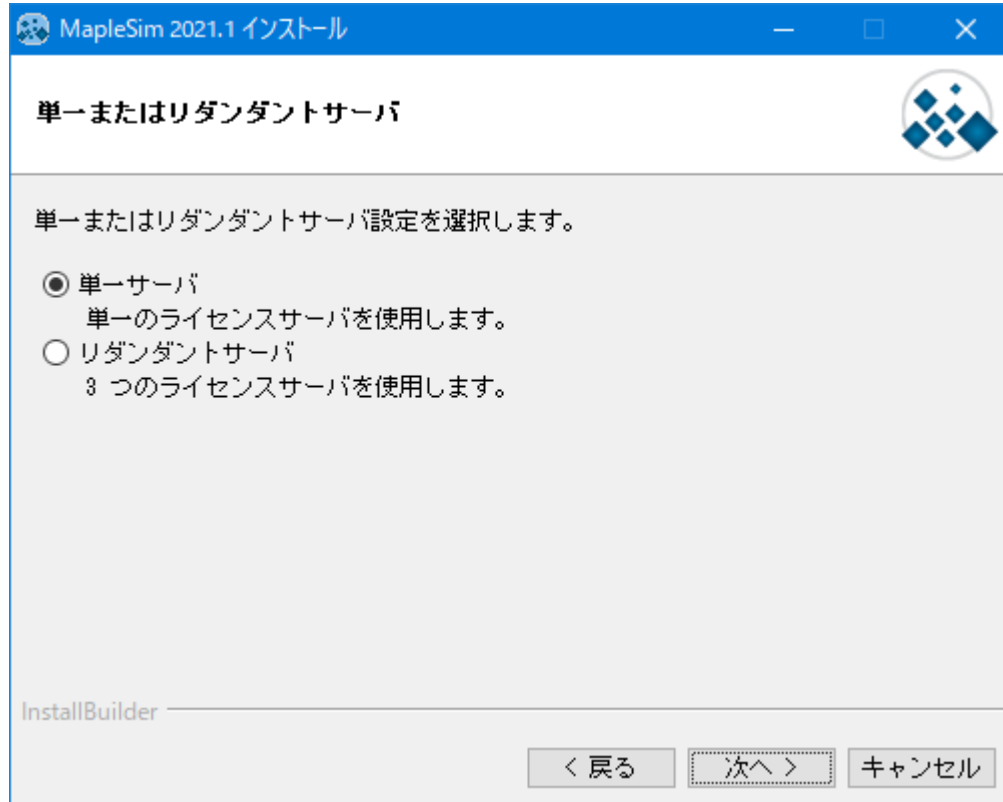 MapleSim 2021.1 インストール
単一またはリダンダントサーバ
単一またはリダンダントサーバ設定を選択します。
単一サーバ
単一のライセンスサーバを使用します。
リダンダントサーバ
3 つのライセンスサーバを使用します。
InstallBuilder
< 戻る 次へ > キャンセル